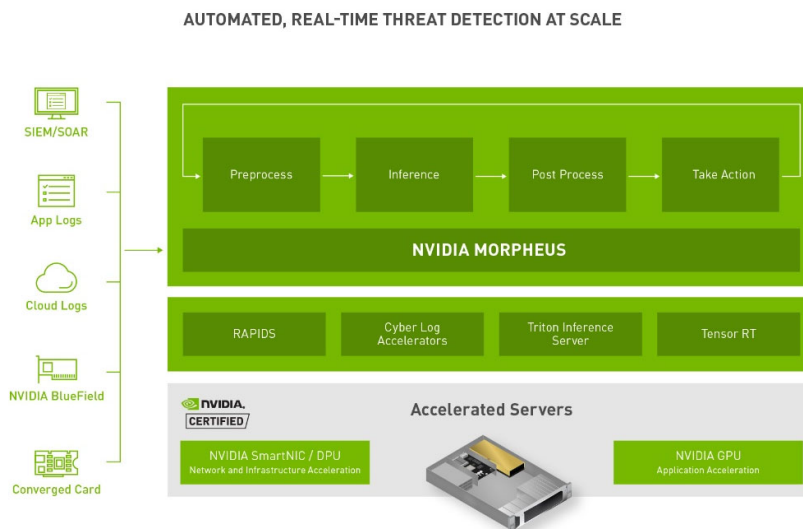 AUTOMATED, REAL-TIME THREAT DETECTION AT SCALE
SIEM/SOAR
App Logs
Cloud Logs
NVIDIA BlueField
Converged Card
Preprocess
Inference
Post Process
Take Action
NVIDIA MORPHEUS
RAPIDS
Cyber Log
Accelerators
Triton Inference
Server
Tensor RT
NVIDIA.
CERTIFIED
Accelerated Servers
NVIDIA SmartNIC / DPU
Network and Infrastructure Acceleration
NVIDIA GPU
Application Acceleration